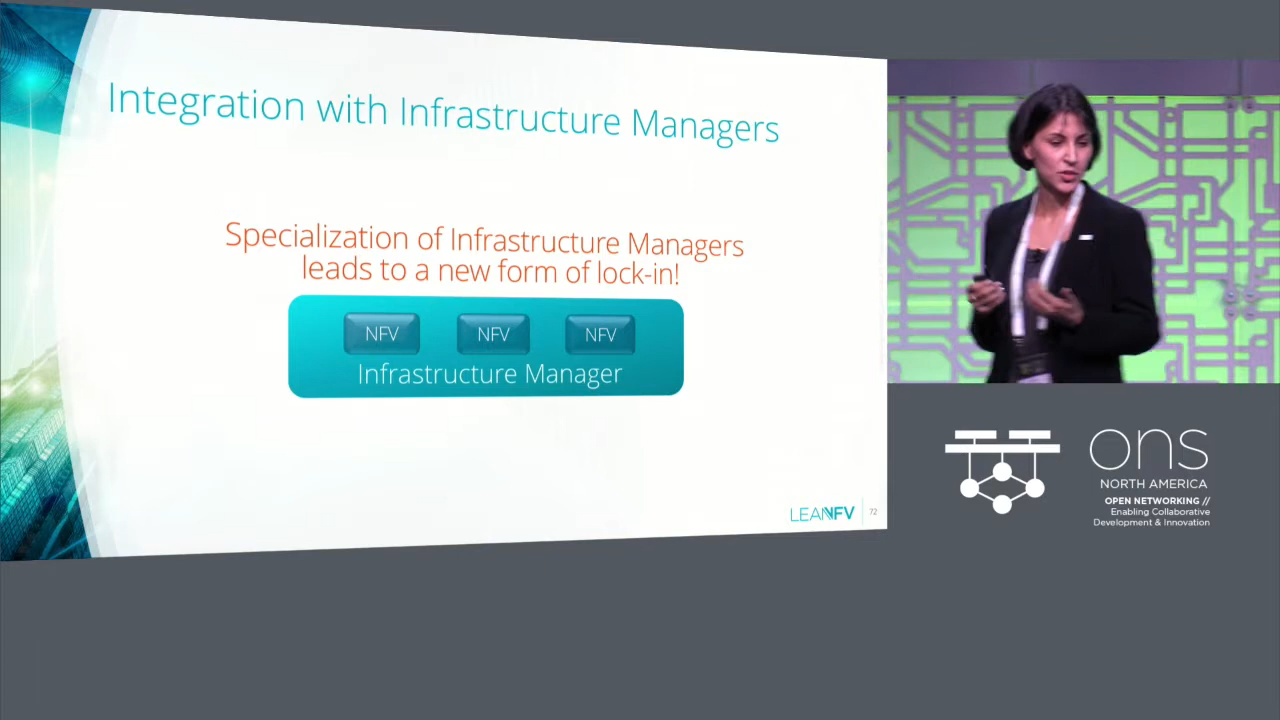 Integration with Infrastructure Managers
Specialization of Infrastructure Managers
leads to a new form of lock-in!
NFV NFV NFV
Infrastructure Manager
LEANFV 72
ons
NORTH AMERICA
OPEN NETWORKING //
Enabling Collaborative
Development & Innovation